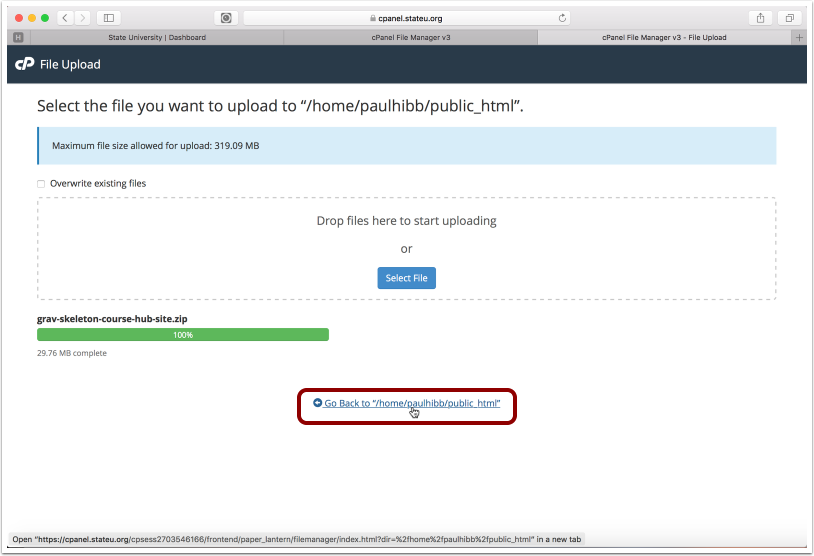 cpanel.stateu.org
H
State University | Dashboard
cPanel File Manager v3
cPanel File Manager v3 - File Upload
cP File Upload
Select the file you want to upload to “/home/paulhibb/public_html”.
Maximum file size allowed for upload: 319.09 MB
Overwrite existing files
Drop files here to start uploading
or
Select File
grav-skeleton-course-hub-site.zip
100%
29.76 MB complete
Go Back to “/home/paulhibb/public_html”
Open “https://cpanel.stateu.org/cpsess2703546166/frontend/paper_lantern/filemanager/index.html?dir=%2fhome%2fpaulhibb%2fpublic_html” in a new tab